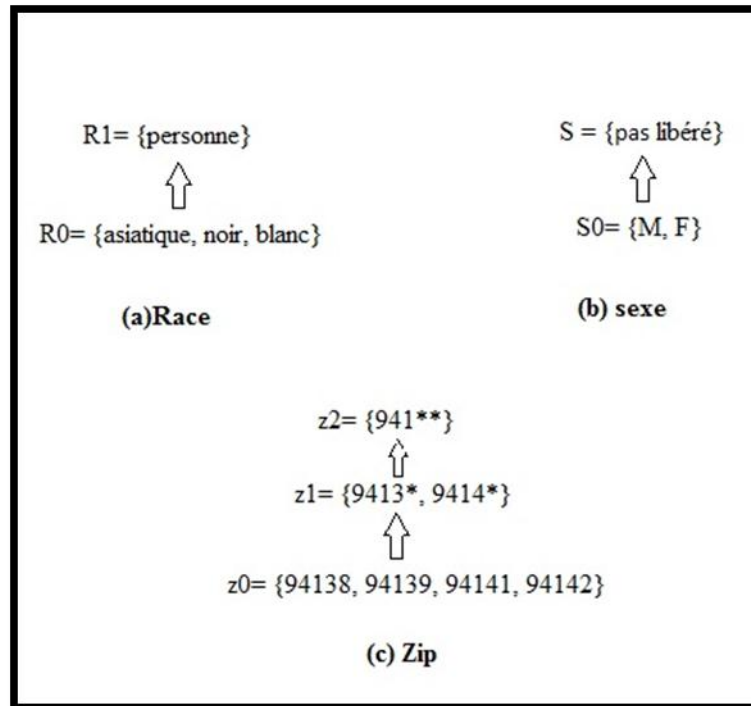 R1= {personne}
S = {pas libéré}
R0= {asiatique, noir, blanc}
S0= {M, F}
(a)Race
(b) sexe
z2= {941**}
z1= {9413*, 9414*}
z0= {94138, 94139, 94141, 94142}
(c) Zip